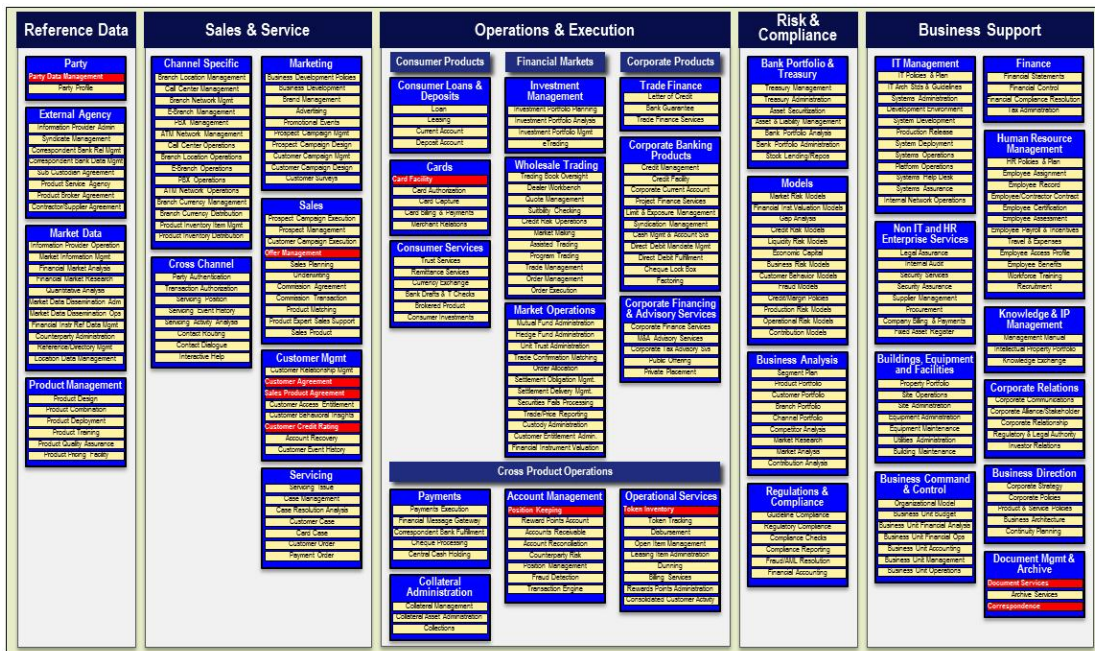 Reference Data
Party
Party Data Management
Party Profile
External Agency
Information Provider Admin
Syndicate Management
Correspondent Bank Rel Mgmt
Correspondent Bank Data Mgmt
Sub Custodian Agreement
Product Service Agency
Product Broker Agreement
Contractor/Supplier Agreement
Market Data
Information Provider Operation
Market Information Mgmt
Financial Market Analysis
Financial Market Research
Quantitative Analyse
Market Data Dissemination Adm
Market Data Dissemination Ops
Financial Instr Ref Data Mgmt
Counterparty Administration
Reference/Directory Mgmt
Location Data Management
Product Management
Product Design
Product Combination
Product Deployment
Product Training
Product Quality Assurance
Product Pricing Facility
Sales & Service
Channel Specific
Branch Location Management
Call Center Management
Branch Network Mgmt
E-Branch Management
PBX Management
ATM Network Management
Call Center Operations
Branch Location Operations
E-Branch Operations
PBX Operations
ATM Network Operations
Branch Currency Management
Branch Currency Distribution
Product Inventory Item Mgmt
Product Inventory Distribution
Cross Channel
Party Authentication
Transaction Authorization
Servicing Position
Servicing Event History
Servicing Activity Analysis
Contact Routing
Contact Dialogue
Interactive Help
Marketing
Business Development Policies
Business Development
Brand Management
Advertising
Promotional Events
Prospect Campaign Mgmt
Prospect Campaign Design
Customer Campaign Mgmt
Customer Campaign Design
Customer Surveys
Sales
Prospect Campaign Execution
Prospect Management
Customer Campaign Execution
Offer Management
Sales Planning
Underwriting
Commission Agreement
Commission Transaction
Product Matching
Product Expert Sales Support
Sales Product
Customer Mgmt
Customer Relationship Mgmt
Customer Agreement
Sales Product Agreement
Customer Access Entitlement
Customer Behavioral Insights
Customer Credit Rating
Account Recovery
Customer Event History
Servicing
Servicing Issue
Case Management
Case Resolution Analysis
Customer Case
Card Case
Customer Order
Payment Order
Operations & Execution
Consumer Products
Consumer Loans &
Deposits
Loan
Leasing
Current Account
Deposit Account
Cards
Card Facility
Card Authorization
Card Capture
Card Billing & Payments
Merchant Relations
Consumer Services
Trust Services
Remittance Services
Currency Exchange
Bank Drafts & T Checks
Brokered Product
Consumer Investments
Financial Markets
Investment
Management
Investment Portfolio Planning
Investment Portfolio Analysis
Investment Portfolio Mgmt
eTrading
Wholesale Trading
Trading Book Oversight
Dealer Workbench
Quote Management
Suitbility Checking
Credit Risk Operations
Market Making
Assisted Trading
Program Trading
Trade Management
Order Management
Order Execution
Market Operations
Mutual Fund Administration
Hedge Fund Administration
Unit Trust Administration
Trade Confirmation Matching
Order Allocation
Settlement Obligation Mgmt.
Settlement Delivery Mgmt.
Securities Fails Processing
Trade/Price Reporting
Custody Administration
Customer Entitlement Admin.
Financial Instrument Valuation
Corporate Products
Trade Finance
Letter of Credit
Bank Guarantee
Trade Finance Services
Corporate Banking
Products
Credit Management
Credit Facility
Corporate Current Account
Project Finance Services
Limit & Exposure Management
Syndication Management
Cash Mgmt & Account Svs
Direct Debit Mandate Mgmt
Direct Debit Fulfillment
Cheque Lock Box
Factoring
Corporate Financing
& Advisory Services
Corporate Finance Services
M&A Advisory Services
Corporate Tax Advisory Svs
Public Offering
Private Placement
Cross Product Operations
Payments
Payments Execution
Financial Message Gateway
Correspondent Bank Fulfillment
Cheque Processing
Central Cash Holding
Collateral
Administration
Collateral Management
Collateral Asset Administration
Collections
Account Management
Position Keeping
Reward Points Account
Accounts Receivable
Account Reconciliation
Counterparty Risk
Position Management
Fraud Detection
Transaction Engine
Operational Services
Token Inventory
Token Tracking
Disbursement
Open Item Management
Leasing Item Administration
Dunning
Billing Services
Rewards Points Administration
Consolidated Customer Activity
Risk &
Compliance
Bank Portfolio &
Treasury
Treasury Management
Treasury Administration
Asset Securitization
Asset & Liability Management
Bank Portfolio Analysis
Bank Portfolio Administration
Stock Lending/Repos
Models
Market Risk Models
Financial Inst.Valuation Models
Gap Analysis
Credit Risk Models
Liquidity Risk Models
Economic Capital
Business Risk Models
Customer Behavior Models
Fraud Models
Credit/Margin Policies
Production Risk Models
Operational Risk Models
Contribution Models
Business Analysis
Segment Plan
Product Portfolio
Customer Portfolio
Branch Portfolio
Channel Portfolio
Competitor Analysis
Market Research
Market Analysis
Contribution Analysis
Regulations &
Compliance
Guideline Compliance
Regulatory Compliance
Compliance Checks
Compliance Reporting
Fraud/AML Resolution
Financial Accounting
Business Support
IT Management
IT Policies & Plan
IT Arch Stds & Guidelines
Systems Administration
Development Environment
System Development
Production Release
System Deployment
Systems Operations
Platform Operations
Systems Help Desk
Systems Assurance
Internal Network Operations
Non IT and HR
Enterprise Services
Legal Assurance
Internal Audit
Security Services
Security Assurance
Supplier Management
Procurement
Company Billing & Payments
Fixed Asset Register
Buildings, Equipment
and Facilities
Property Portfolio
Site Operations
Site Administration
Equipment Administration
Equipment Maintenance
Utilities Administration
Building Maintenance
Business Command
& Control
Organizational Model
Business Unit Budget
Business Unit Financial Analysis
Business Unit Financial Ops
Business Unit Accounting
Business Unit Management
Business Unit Operations
Finance
Financial Statements
Financial Control
Financial Compliance Resolution
Tax Administration
Human Resource
Management
HR Policies & Plan
Employee Assignment
Employee Record
Employee/Contractor Contract
Employee Certification
Employee Assessment
Employee Payroll & Incentives
Travel & Expenses
Employee Access Profile
Employee Benefits
Workforce Training
Recruitment
Knowledge & IP
Management
Management Manual
Intellectual Property Portfolio
Knowledge Exchange
Corporate Relations
Corporate Communications
Corporate Alliance/Stakeholder
Corporate Relationship
Regulatory & Legal Authority
Investor Relations
Business Direction
Corporate Strategy
Corporate Policies
Product & Service Policies
Business Architecture
Continuity Planning
Document Mgmt &
Archive
Document Services
Archive Services
Correspondence